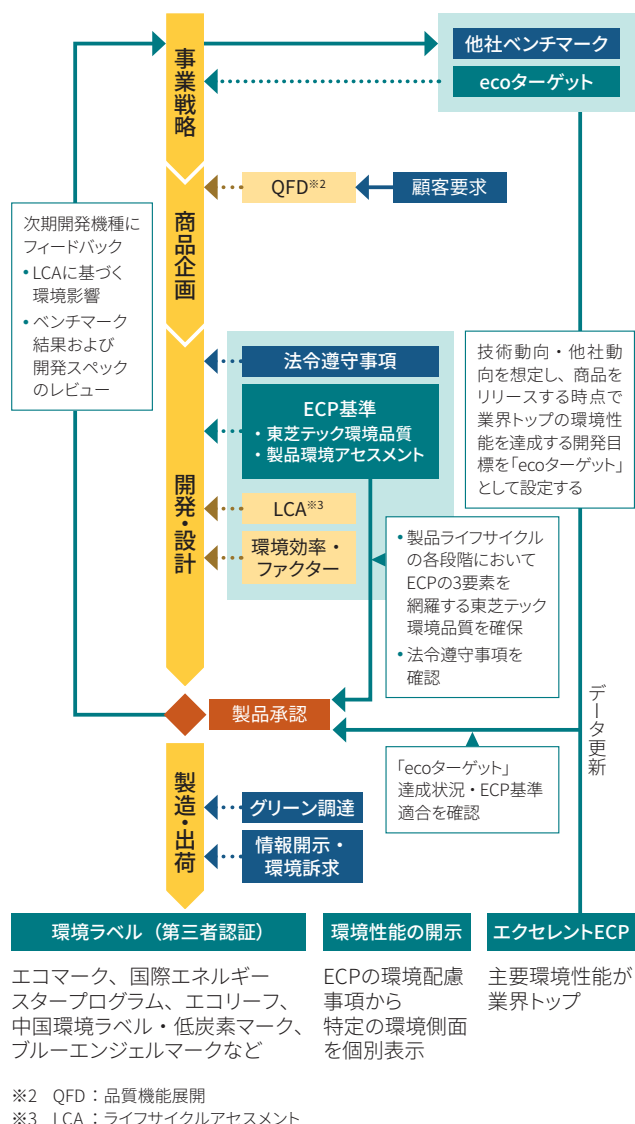 事業戦略
他社ベンチマーク
ecoターゲット
商品企画
QFD※2
顧客要求
次期開発機種に
フィードバック
• LCAに基づく
環境影響
• ベンチマーク
結果および
開発スペック
のレビュー
開発・設計
法令遵守事項
ECP基準
・東芝テック環境品質
・製品環境アセスメント
LCA※3
環境効率・
ファクター
技術動向・他社動
向を想定し、商品を
リリースする時点で
業界トップの環境性
能を達成する開発目
標を「ecoターゲット」
として設定する
• 製品ライフサイクル
の各段階において
ECPの3要素を
網羅する東芝テック
環境品質を確保
• 法令遵守事項を
確認
製品承認
データ更新
「ecoターゲット」
達成状況・ECP基準
適合を確認
製造・出荷
グリーン調達
情報開示・
環境訴求
環境ラベル（第三者認証）
エコマーク、国際エネルギー
スタープログラム、エコリーフ、
中国環境ラベル・低炭素マーク、
ブルーエンジェルマークなど
環境性能の開示
ECPの環境配慮
事項から
特定の環境側面
を個別表示
エクセレントECP
主要環境性能が
業界トップ
※2 QFD：品質機能展開
※3 LCA：ライフサイクルアセスメント